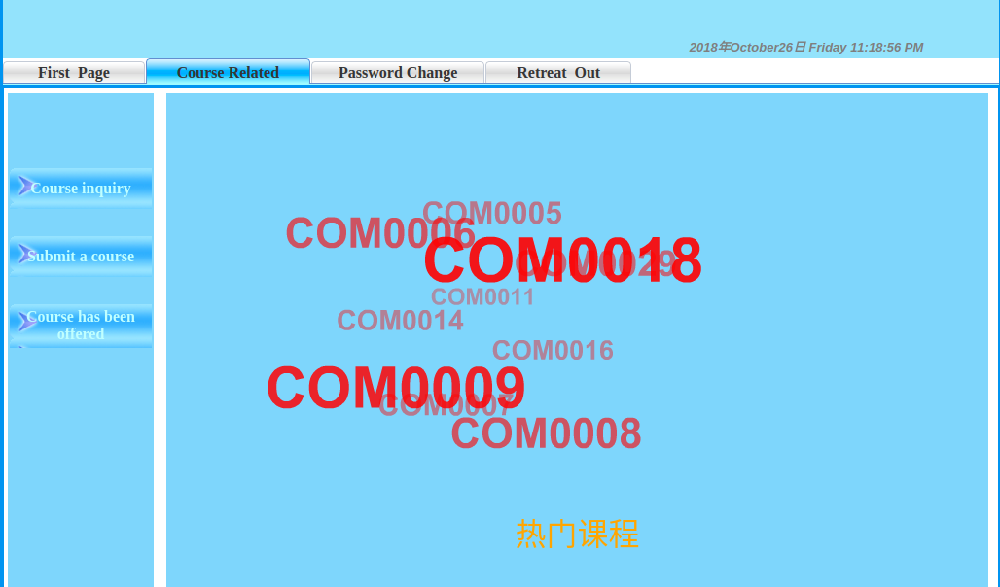 2018年October26日 Friday 11:18:56 PM
First Page
Course Related
Password Change
Retreat Out
Course inquiry
Submit a course
Course has been
offered
COM0005
COM0006
COM0018
COM0029
COM0011
COM0014
COM0016
COM0009
COM0007
COM0008
热门课程